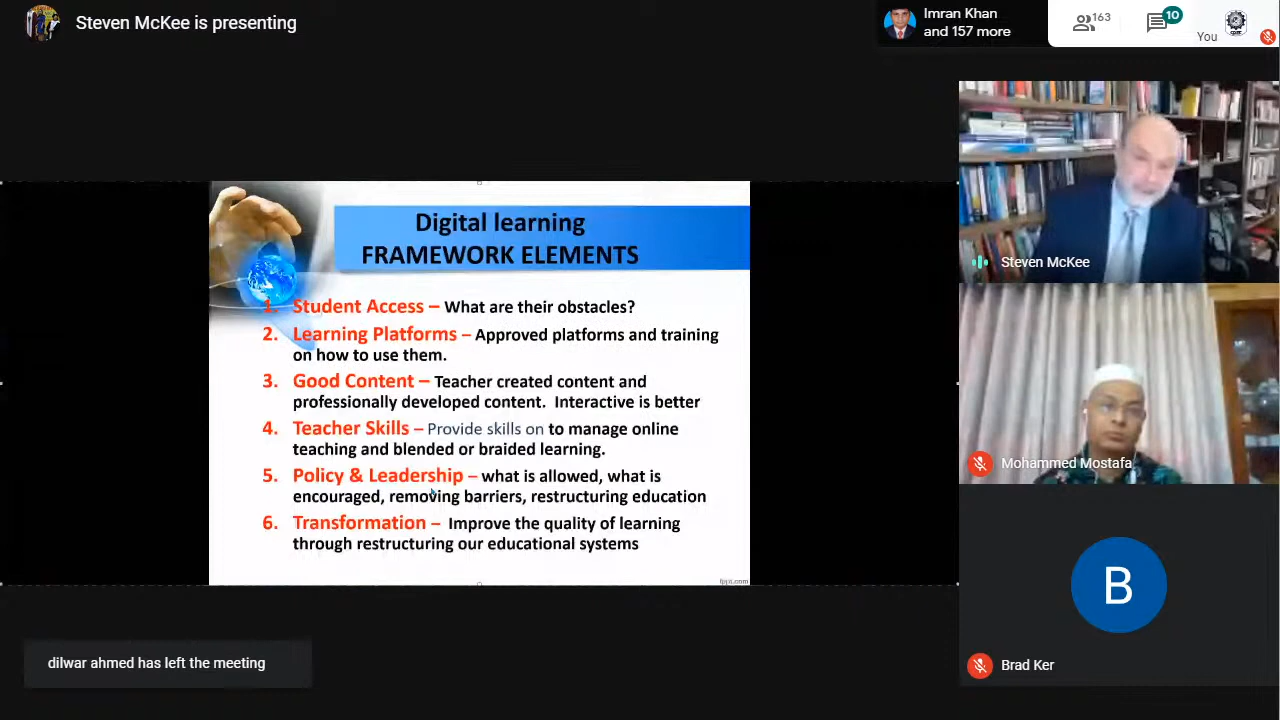 Steven McKee is presenting
Imran Khan
and 157 more
163
10
You
Digital learning
FRAMEWORK ELEMENTS
1. Student Access – What are their obstacles?
2. Learning Platforms – Approved platforms and training
on how to use them.
3. Good Content – Teacher created content and
professionally developed content. Interactive is better
4. Teacher Skills – Provide skills on to manage online
teaching and blended or braided learning.
5. Policy & Leadership – what is allowed, what is
encouraged, removing barriers, restructuring education
6. Transformation – Improve the quality of learning
through restructuring our educational systems
Steven McKee
Mohammed Mostafa
B
Brad Ker
dilwar ahmed has left the meeting